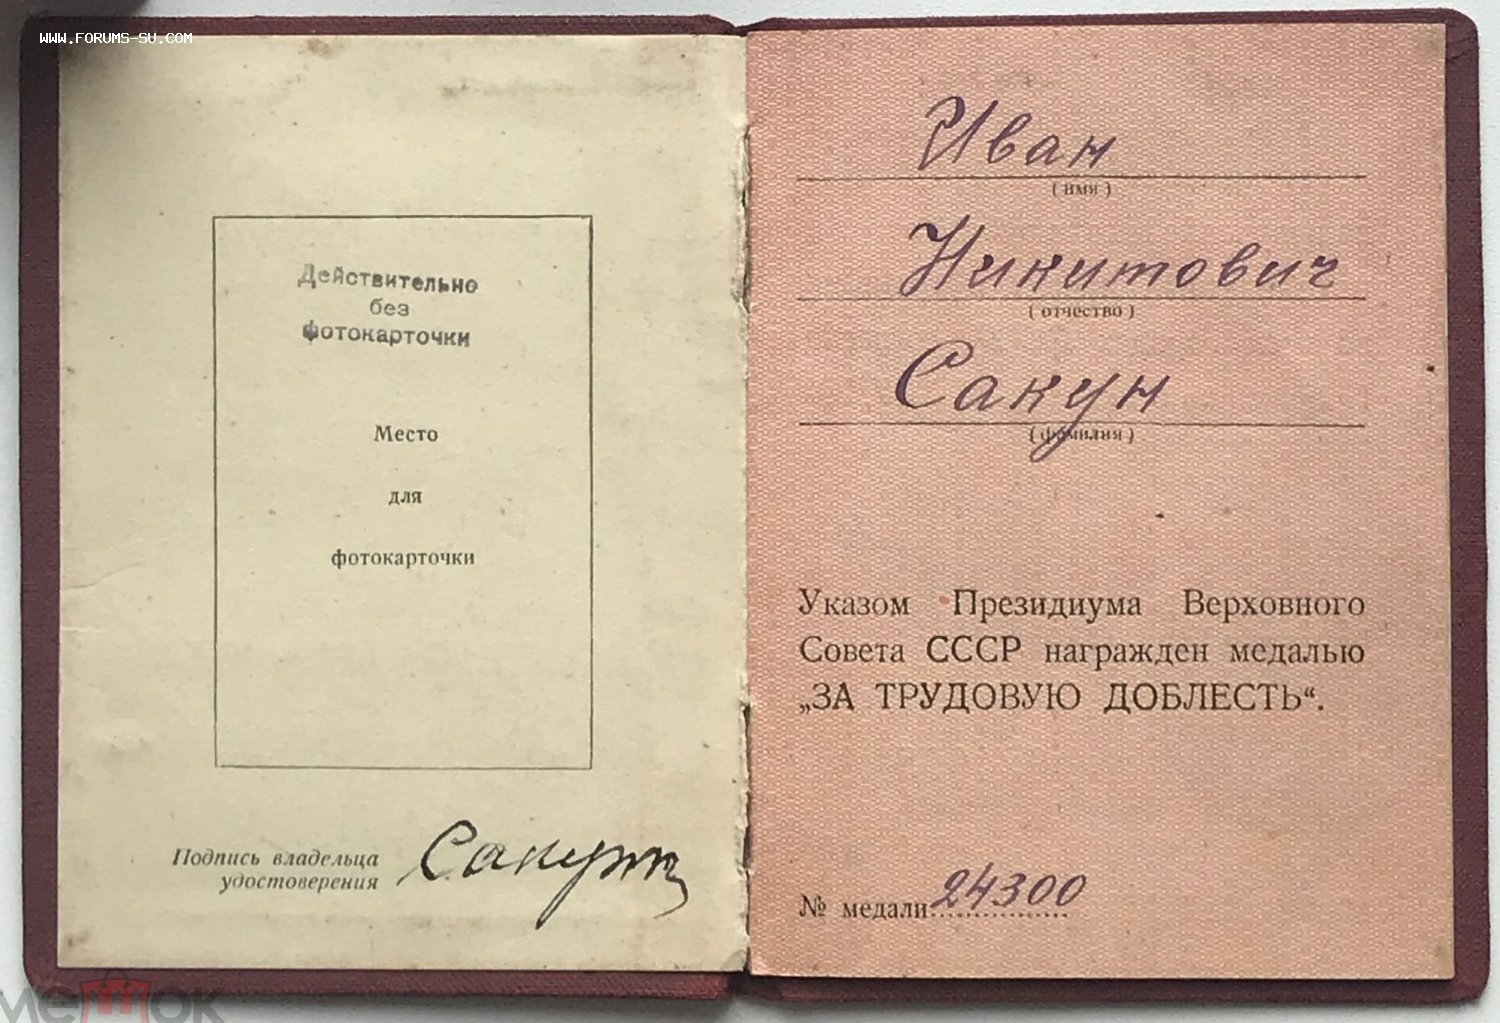 WWW.FORUMS-SU.COM
Действительно
без
фотокарточки
Место
для
фотокарточки
Подпись владельца
удостоверения
Сакун
Иван
(имя)
Никитович
(отчество)
Сакун
(фамилия)
Указом Президиума Верховного
Совета СССР награжден медалью
„ЗА ТРУДОВУЮ ДОБЛЕСТЬ“.
№ медали 24300
мешок